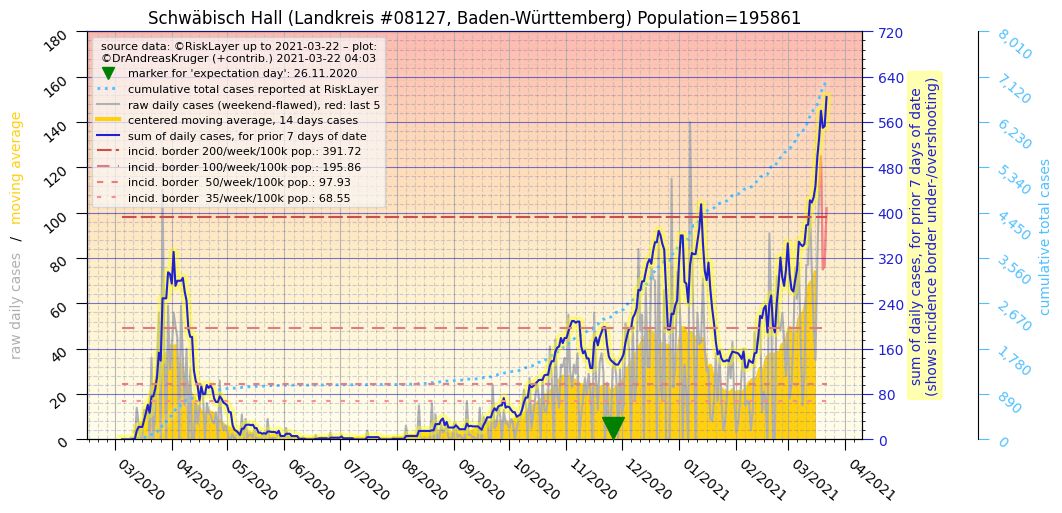 Schwäbisch Hall (Landkreis #08127, Baden-Württemberg) Population=195861
source data: ©RiskLayer up to 2021-03-22 – plot:
©DrAndreasKruger (+contrib.) 2021-03-22 04:03
marker for 'expectation day': 26.11.2020
cumulative total cases reported at RiskLayer
raw daily cases (weekend-flawed), red: last 5
centered moving average, 14 days cases
sum of daily cases, for prior 7 days of date
incid. border 200/week/100k pop.: 391.72
incid. border 100/week/100k pop.: 195.86
incid. border  50/week/100k pop.: 97.93
incid. border  35/week/100k pop.: 68.55
raw daily cases / moving average
180
160
140
120
100
80
60
40
20
0
03/2020
04/2020
05/2020
06/2020
07/2020
08/2020
09/2020
10/2020
11/2020
12/2020
01/2021
02/2021
03/2021
04/2021
720
640
560
480
400
320
240
160
80
0
sum of daily cases, for prior 7 days of date
(shows incidence border under-/overshooting)
8,010
7,120
6,230
5,340
4,450
3,560
2,670
1,780
890
0
cumulative total cases